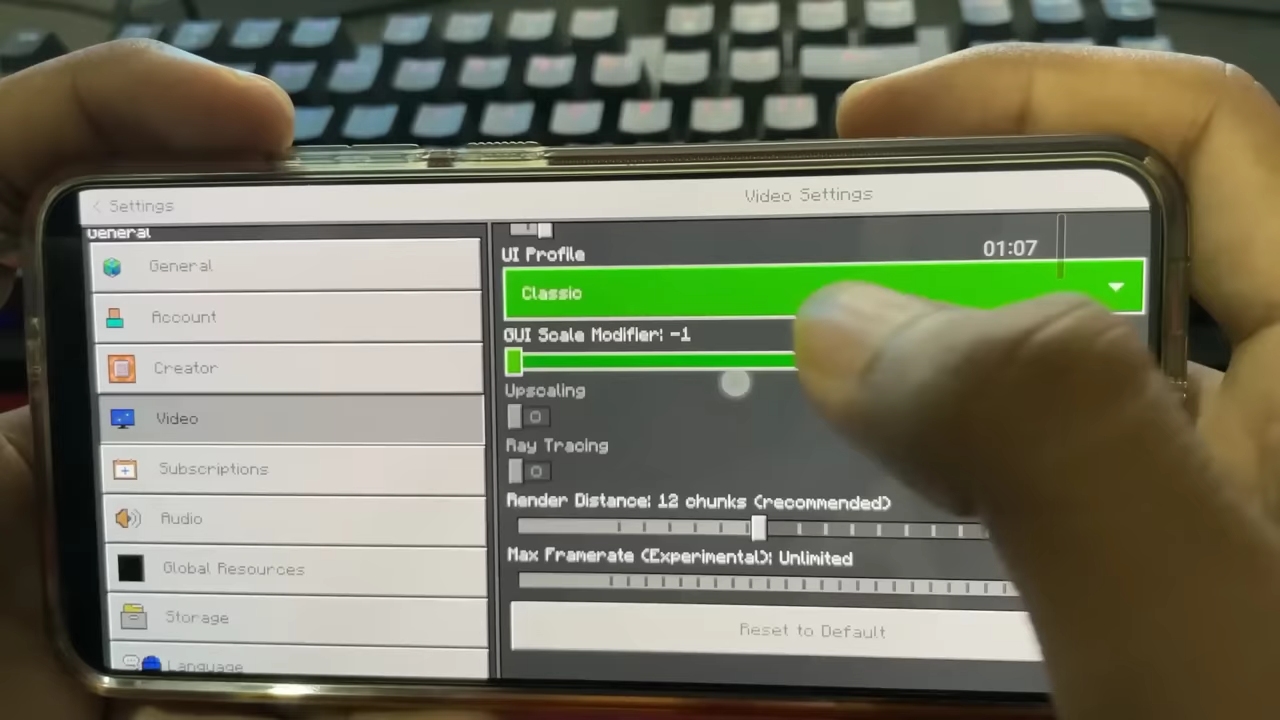 Settings
Video Settings
General
General
Account
Creator
Video
Subscriptions
Audio
Global Resources
Storage
Language
UI Profile
01:07
Classic
GUI Scale Modifier: -1
Upscaling
Ray Tracing
Render Distance: 12 chunks (recommended)
Max Framerate (Experimental): Unlimited
Reset to Default